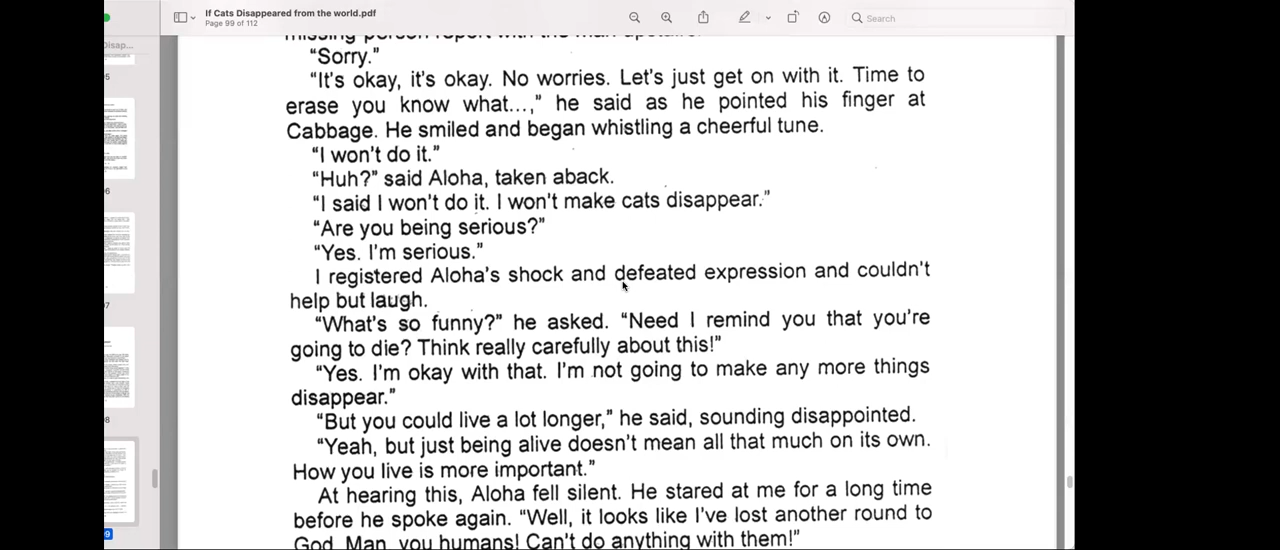 If Cats Disappeared from the world.pdf
Page 99 of 112
Search
Disap...
"Sorry."
"It's okay, it's okay. No worries. Let's just get on with it. Time to
erase you know what...," he said as he pointed his finger at
Cabbage. He smiled and began whistling a cheerful tune.
"I won't do it."
"Huh?" said Aloha, taken aback.
"I said I won't do it. I won't make cats disappear."
"Are you being serious?"
"Yes. I'm serious."
I registered Aloha's shock and defeated expression and couldn't
help but laugh.
"What's so funny?" he asked. "Need I remind you that you're
going to die? Think really carefully about this!"
"Yes. I'm okay with that. I'm not going to make any more things
disappear."
"But you could live a lot longer," he said, sounding disappointed.
"Yeah, but just being alive doesn't mean all that much on its own.
How you live is more important."
At hearing this, Aloha fell silent. He stared at me for a long time
before he spoke again. "Well, it looks like I've lost another round to
God. Man, you humans! Can't do anything with them!"